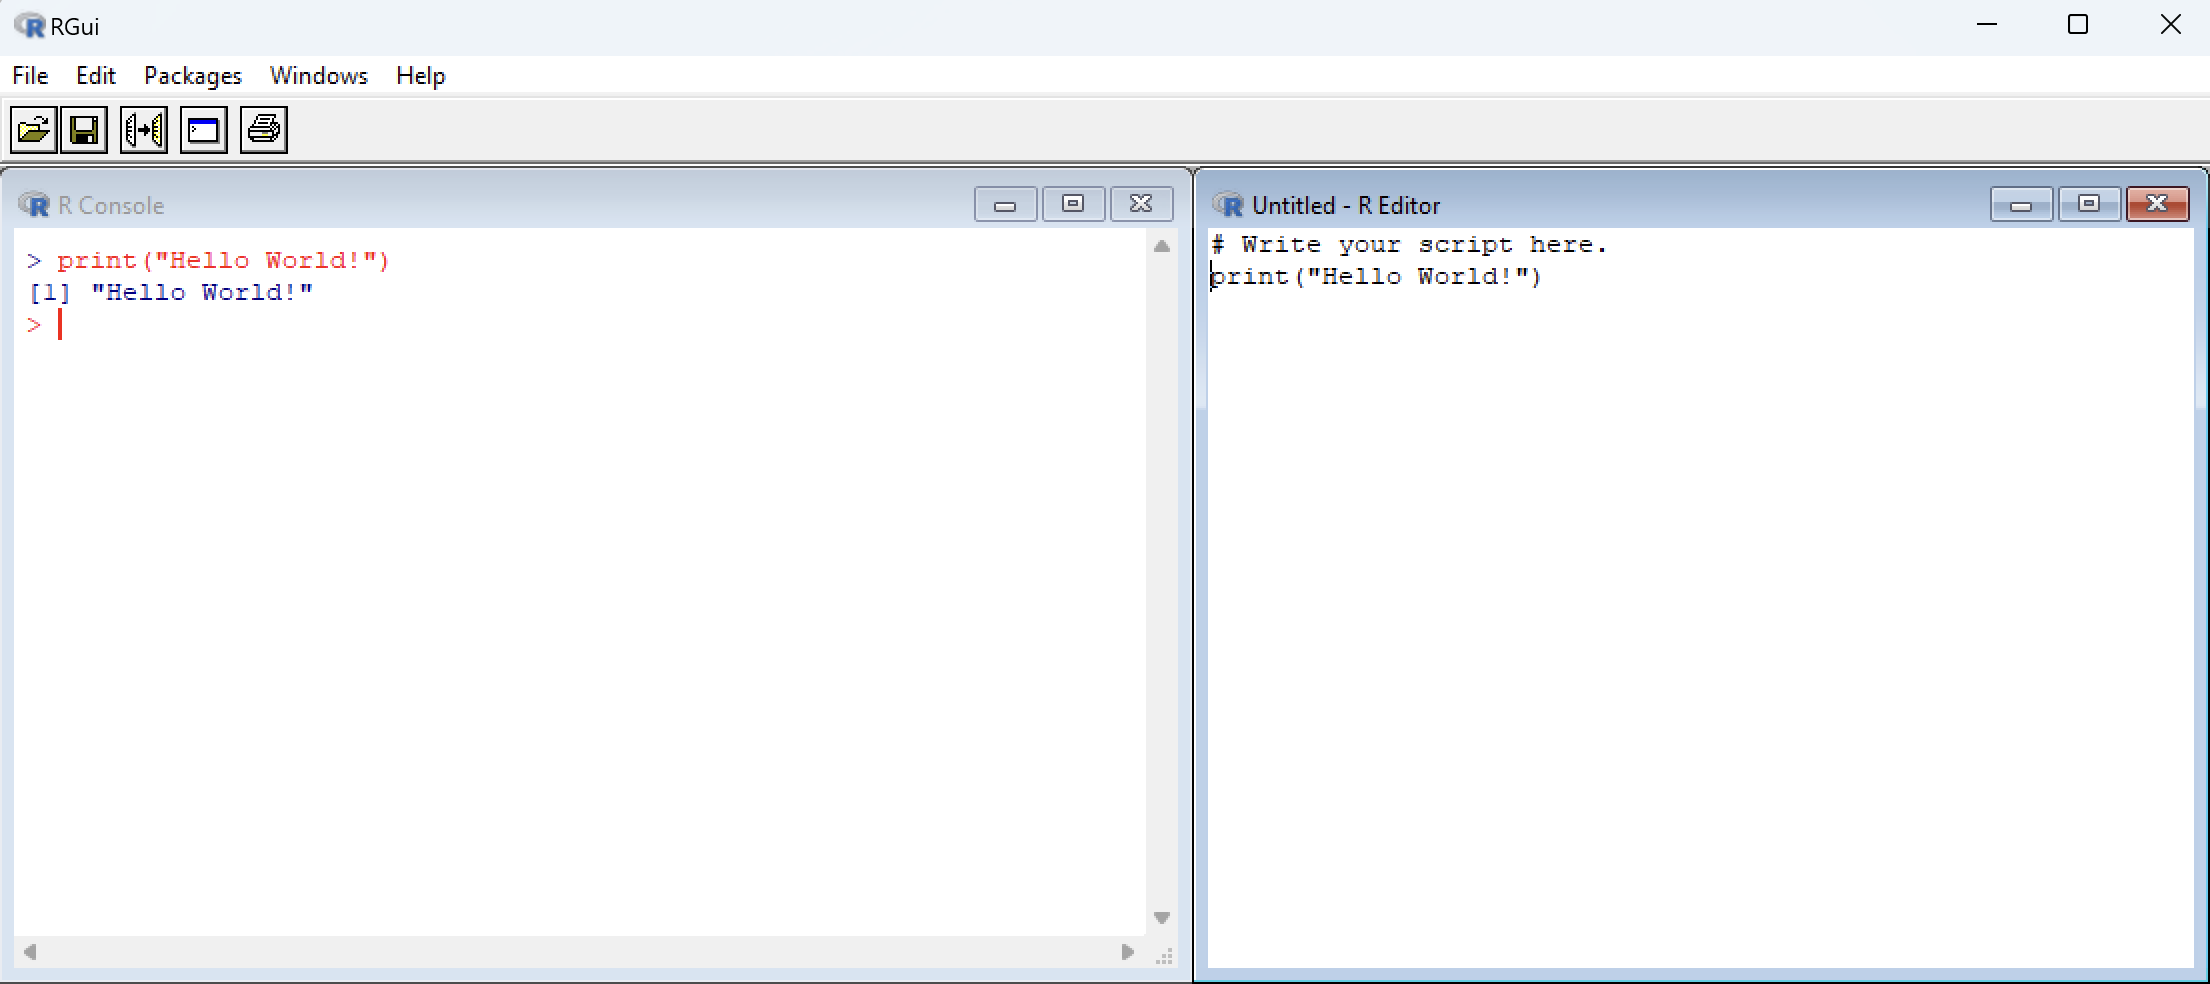 RGui
File Edit Packages Windows Help
R Console
> print("Hello World!")
[1] "Hello World!"
>
Untitled - R Editor
# Write your script here.
print("Hello World!")